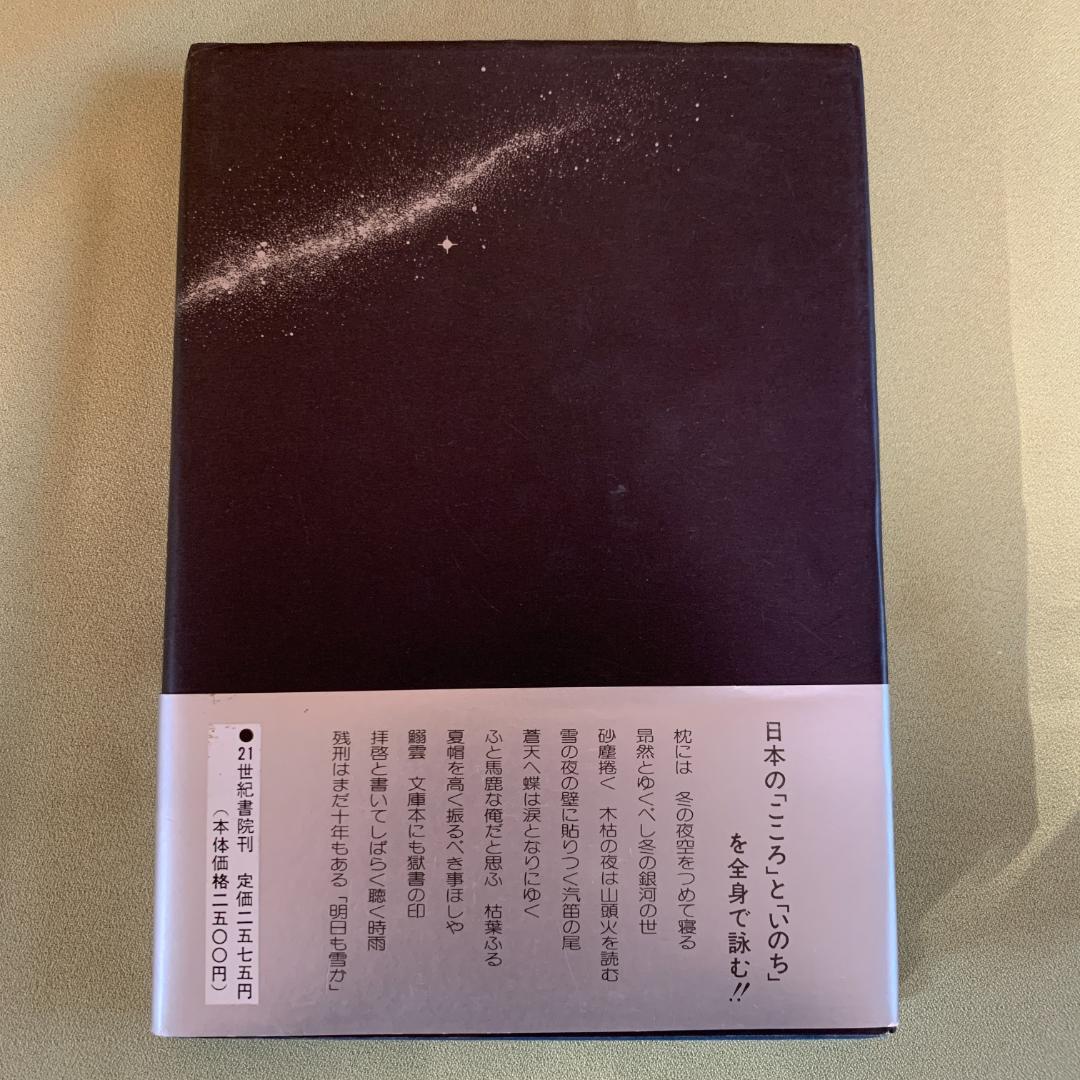 日本の「こころ」と「いのち」
を全身で詠む!!
枕には　冬の夜空をつめて寝る
昂然とゆくべし冬の銀河の世
砂塵捲く　木枯の夜は山頭火を読む
雪の夜の壁に貼りつく汽笛の尾
蒼天へ蝶は涙となりにゆく
ふと馬鹿な俺だと思ふ　枯葉ふる
夏帽を高く振るべき事ほしや
鰯雲　文庫本にも獄書の印
拝啓と書いてしばらく聴く時雨
残刑はまだ十年もある「明日も雪か」
●21世紀書院刊　定価二五七五円
（本体価格二五〇〇円）